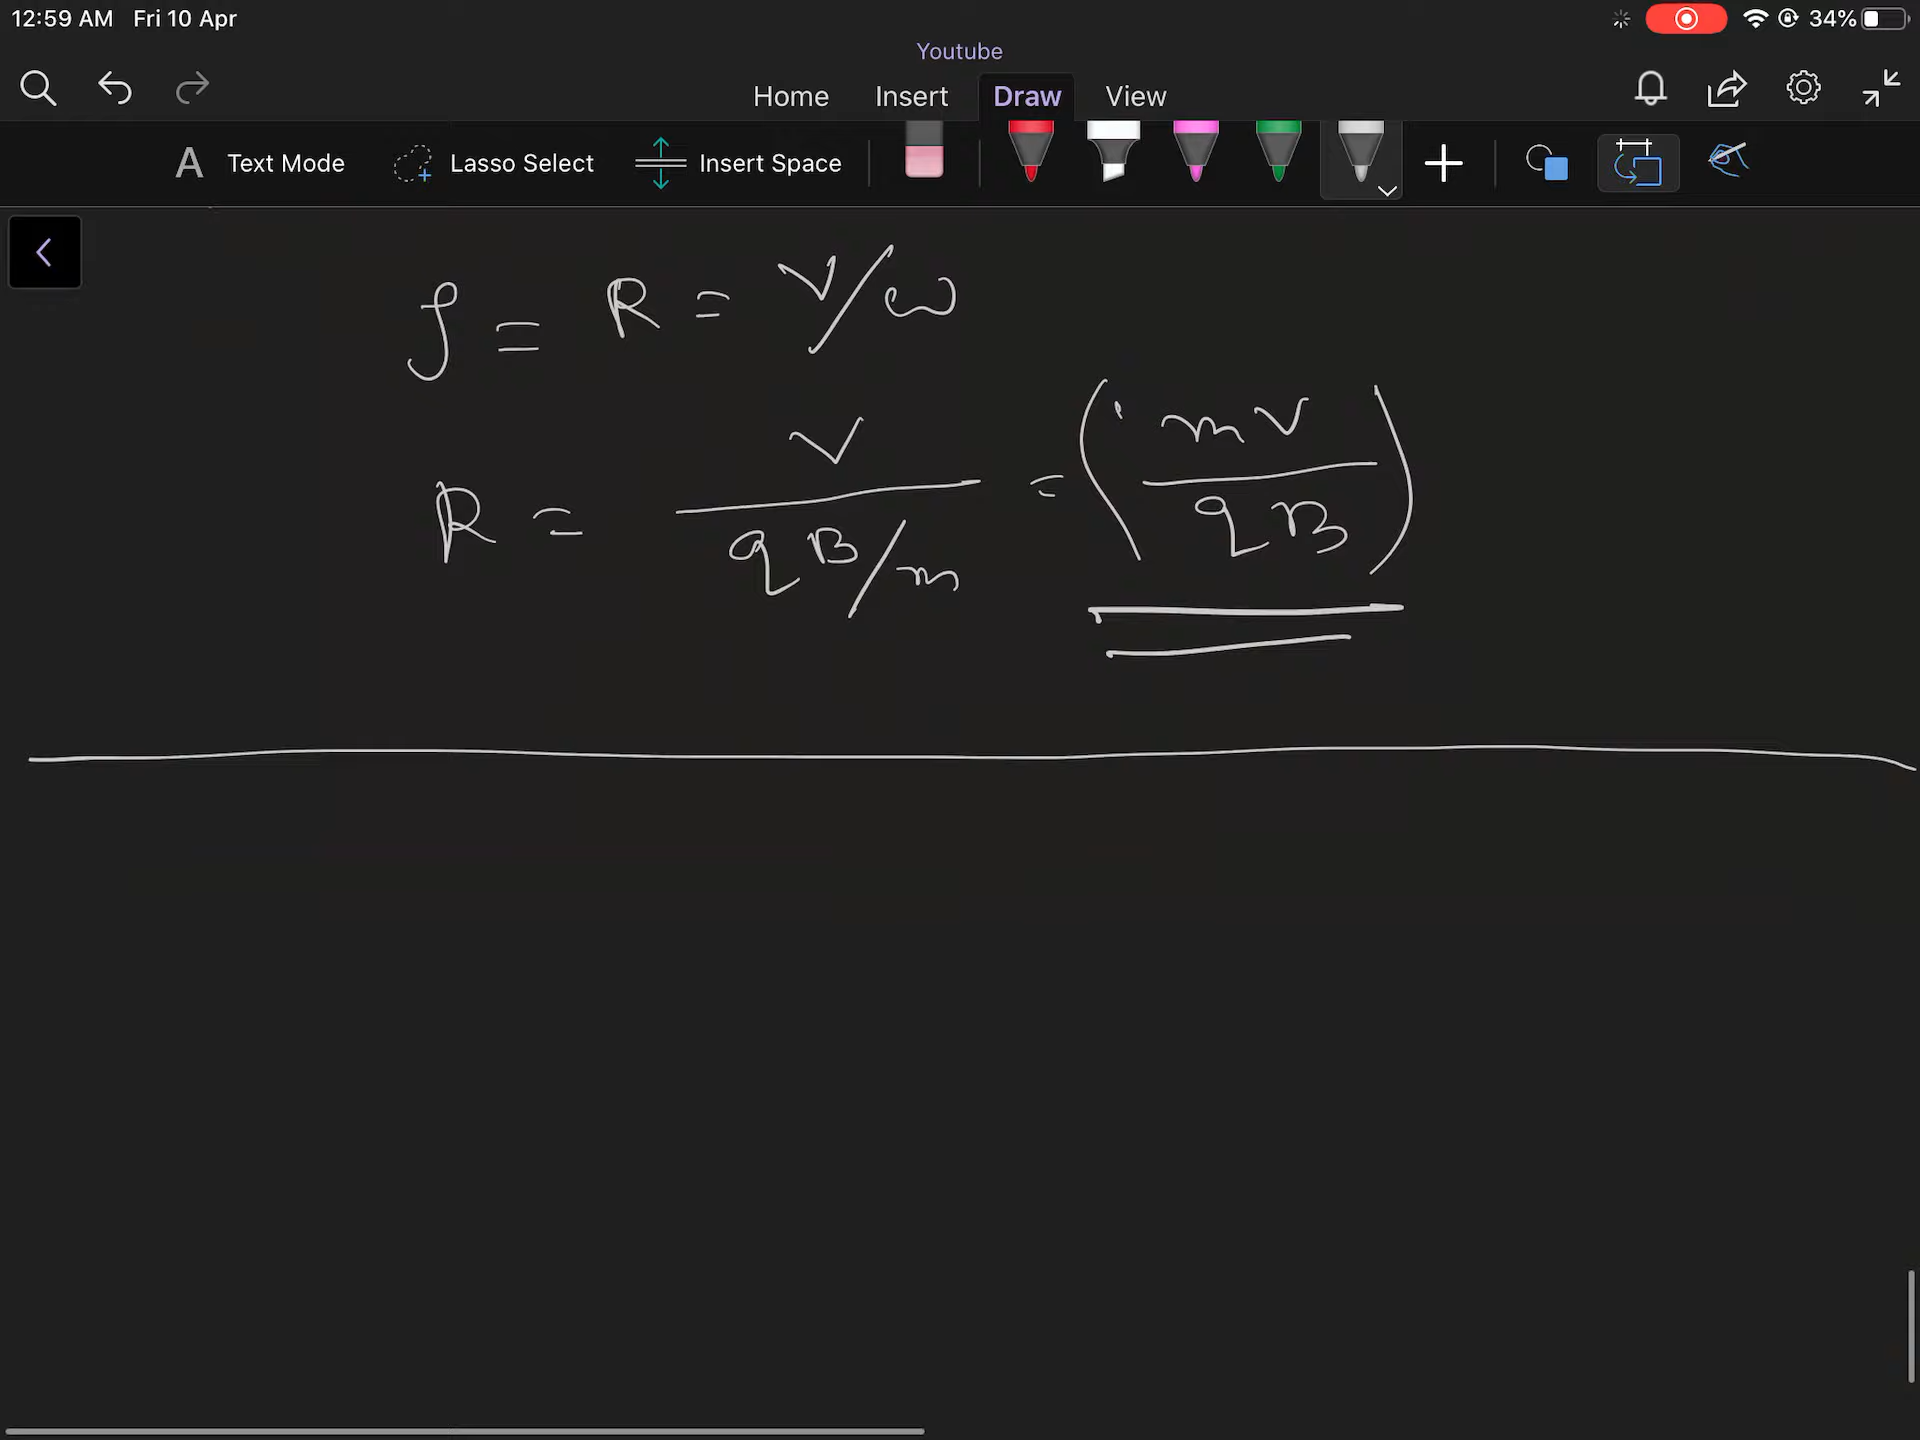 12:59 AM Fri 10 Apr 34%
Youtube
Home Insert Draw View
A Text Mode Lasso Select Insert Space
ρ = R = v/ω
R = v / (qB/m) = (mv / qB)